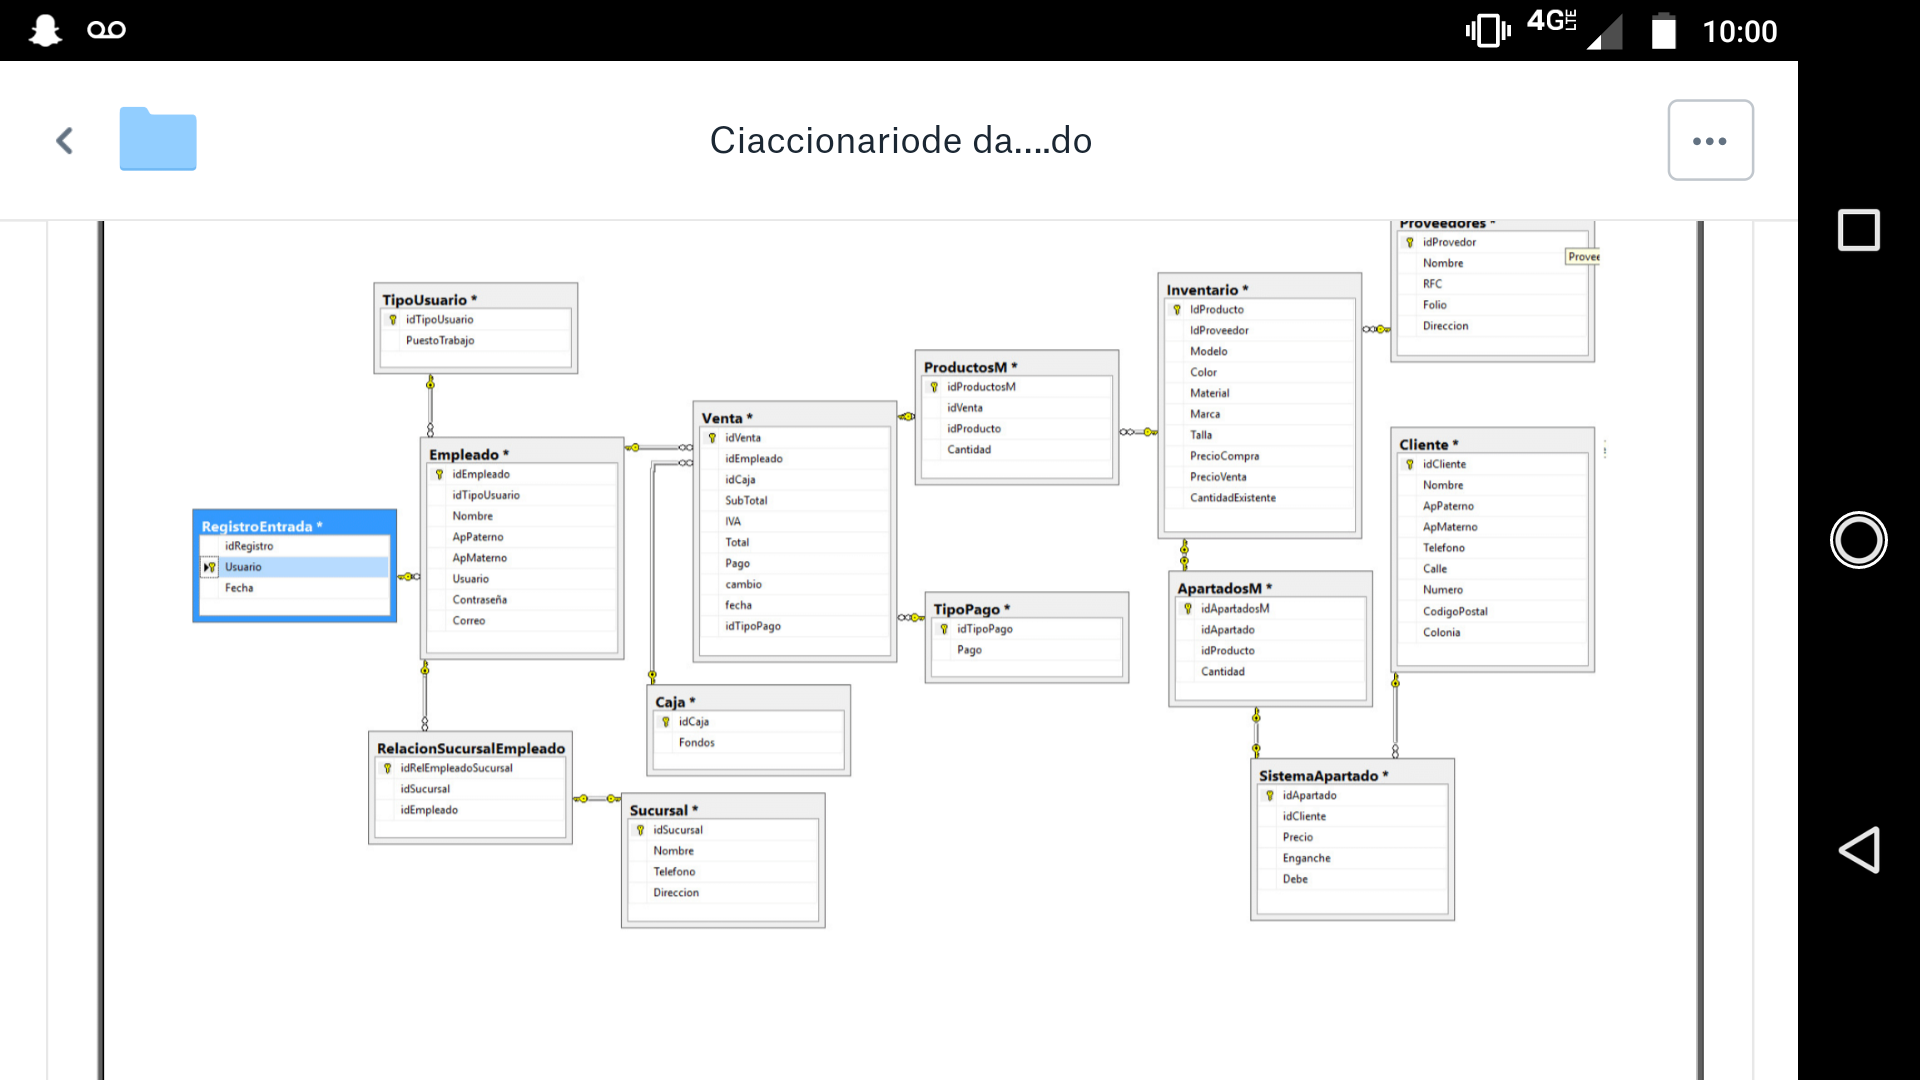 4G LTE
10:00
Ciaccionariode da....do
Proveedores *
idProvedor
Nombre
RFC
Folio
Direccion
Provee
TipoUsuario *
idTipoUsuario
PuestoTrabajo
Inventario *
IdProducto
IdProveedor
Modelo
Color
Material
Marca
Talla
PrecioCompra
PrecioVenta
CantidadExistente
ProductosM *
idProductosM
idVenta
idProducto
Cantidad
Venta *
idVenta
idEmpleado
idCaja
SubTotal
IVA
Total
Pago
cambio
fecha
idTipoPago
Cliente *
idCliente
Nombre
ApPaterno
ApMaterno
Telefono
Calle
Numero
CodigoPostal
Colonia
Empleado *
idEmpleado
idTipoUsuario
Nombre
ApPaterno
ApMaterno
Usuario
Contraseña
Correo
RegistroEntrada *
idRegistro
Usuario
Fecha
ApartadosM *
idApartadosM
idApartado
idProducto
Cantidad
TipoPago *
idTipoPago
Pago
Caja *
idCaja
Fondos
RelacionSucursalEmpleado
idRelEmpleadoSucursal
idSucursal
idEmpleado
Sucursal *
idSucursal
Nombre
Telefono
Direccion
SistemaApartado *
idApartado
idCliente
Precio
Enganche
Debe